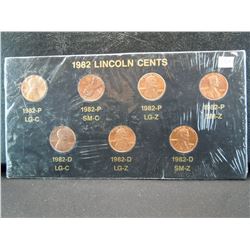 1982 LINCOLN CENTS
1982-P 1982-P 1982-P 1982-P
LG-C SM-C LG-Z SM-Z
1982-D 1982-D 1982-D
LG-C LG-Z SM-Z